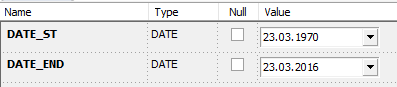 Name Type Null Value
DATE_ST DATE 23.03.1970
DATE_END DATE 23.03.2016